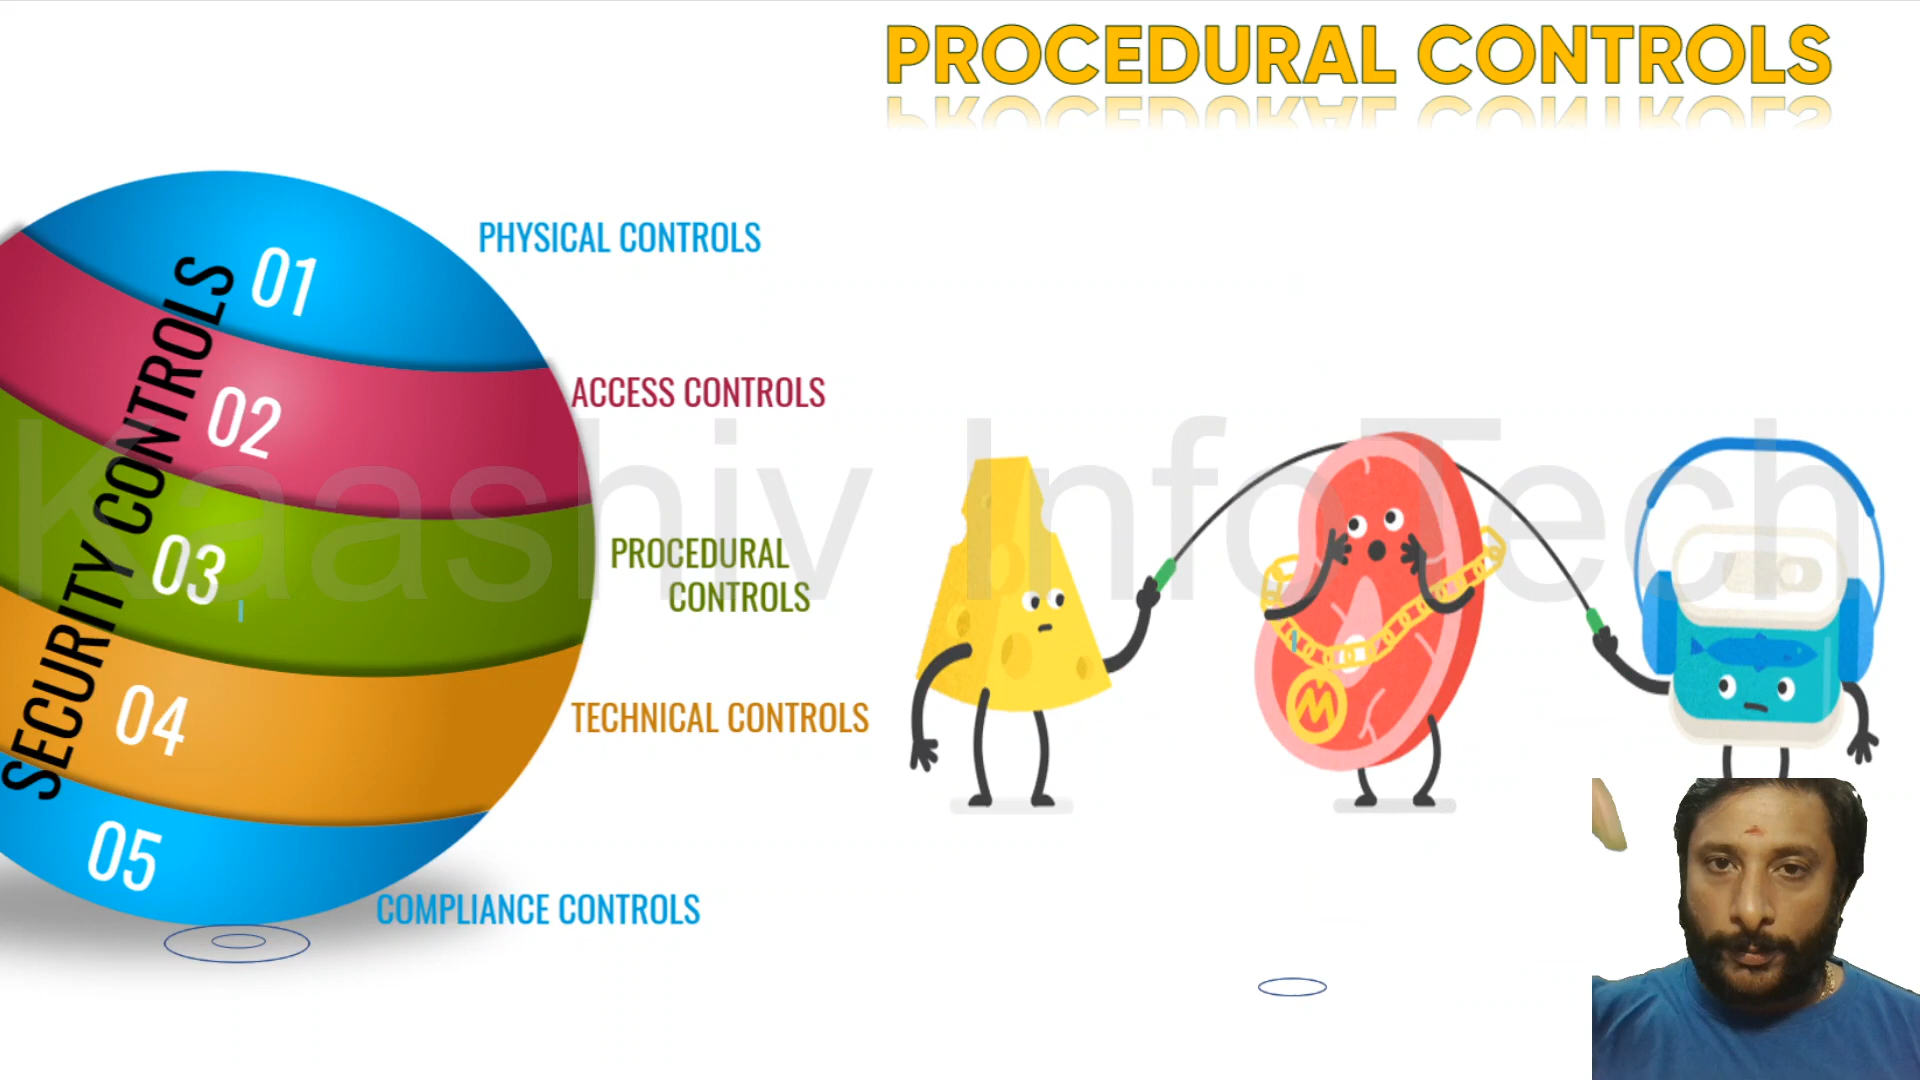 PROCEDURAL CONTROLS
SECURITY CONTROLS
01
PHYSICAL CONTROLS
02
ACCESS CONTROLS
03
PROCEDURAL
CONTROLS
04
TECHNICAL CONTROLS
05
COMPLIANCE CONTROLS
Kaashiv InfoTech
M